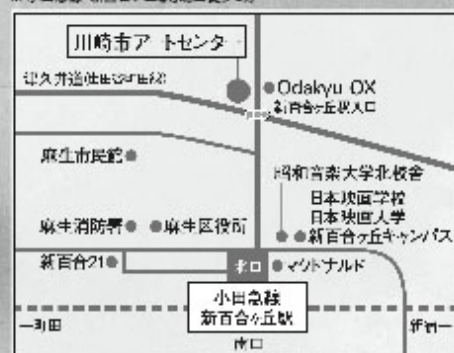 川崎市アートセンター
津久井道(世田谷町田線)
Odakyu OX
新百合ヶ丘駅入口
麻生市民館
昭和音楽大学北校舎
日本映画学校
日本映画大学
新百合ヶ丘キャンパス
麻生消防署
麻生区役所
新百合21
北口
マクドナルド
小田急線
新百合ヶ丘駅
町田
新宿
南口